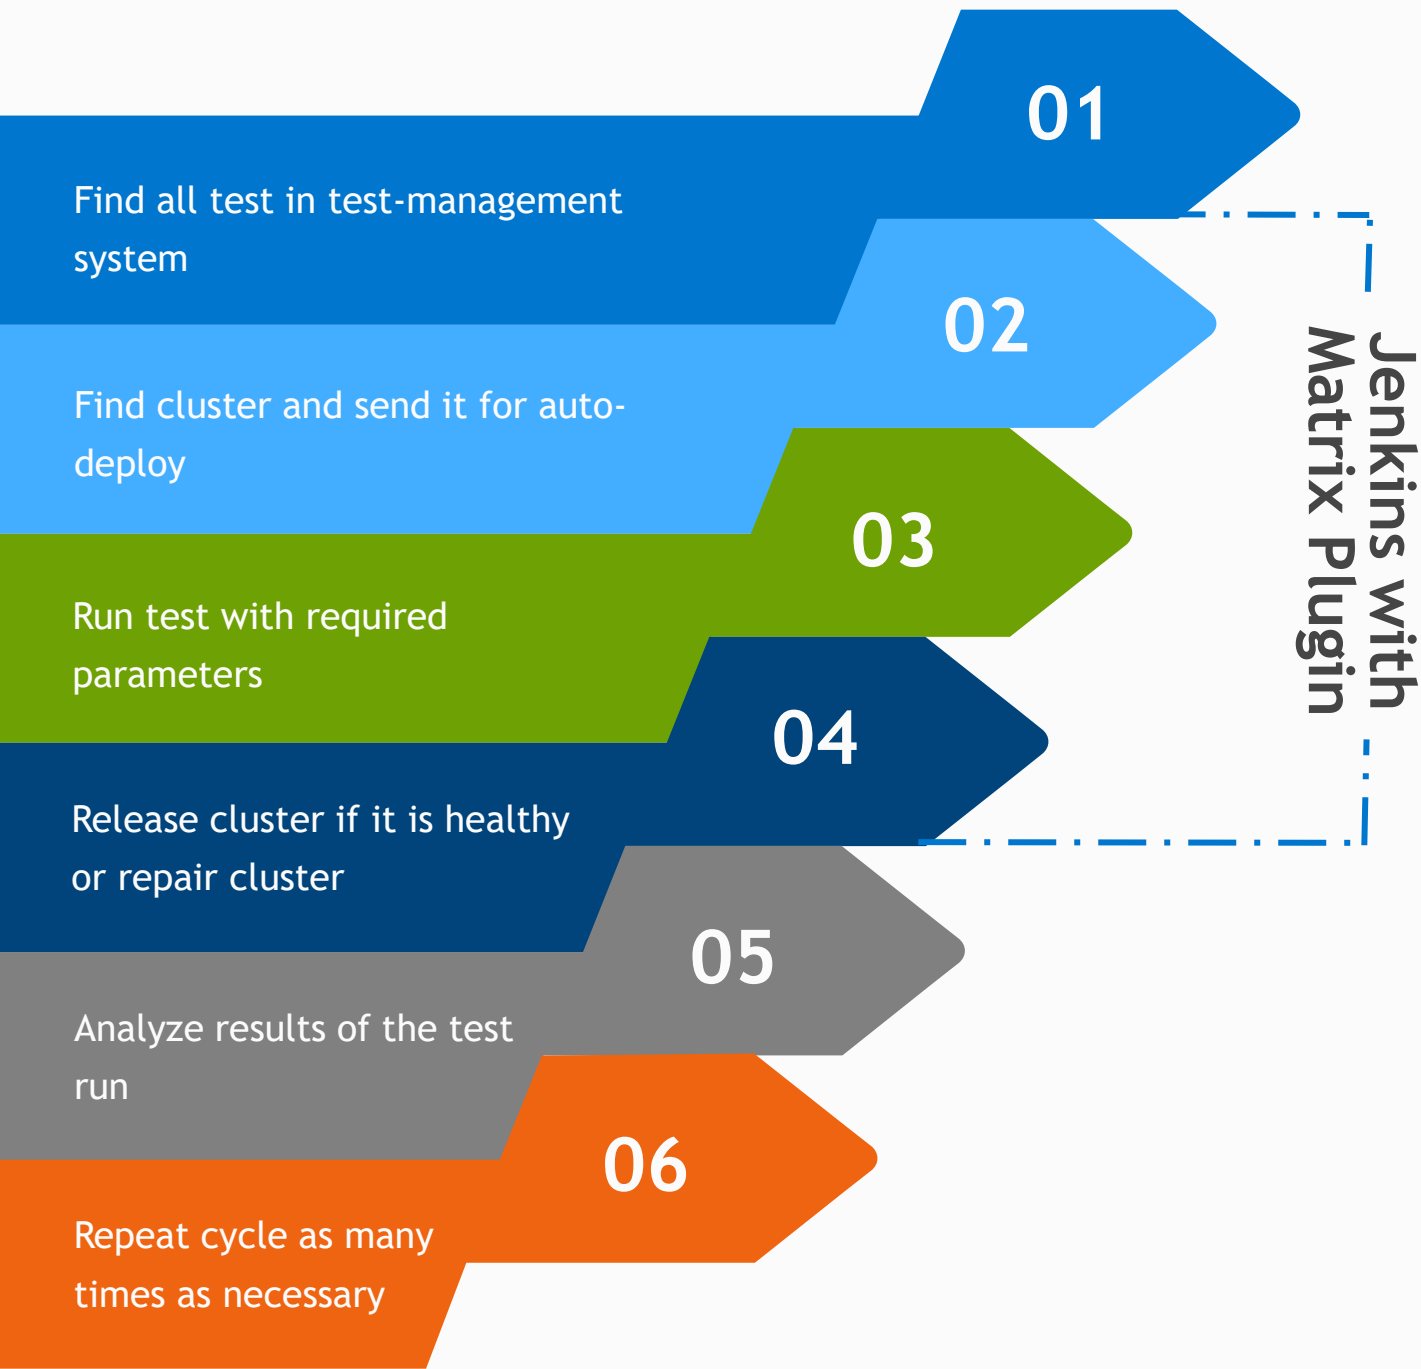 01
Find all test in test-management
system
02
Find cluster and send it for auto-
deploy
03
Run test with required
parameters
04
Release cluster if it is healthy
or repair cluster
05
Analyze results of the test
run
06
Repeat cycle as many
times as necessary
Jenkins with
Matrix Plugin